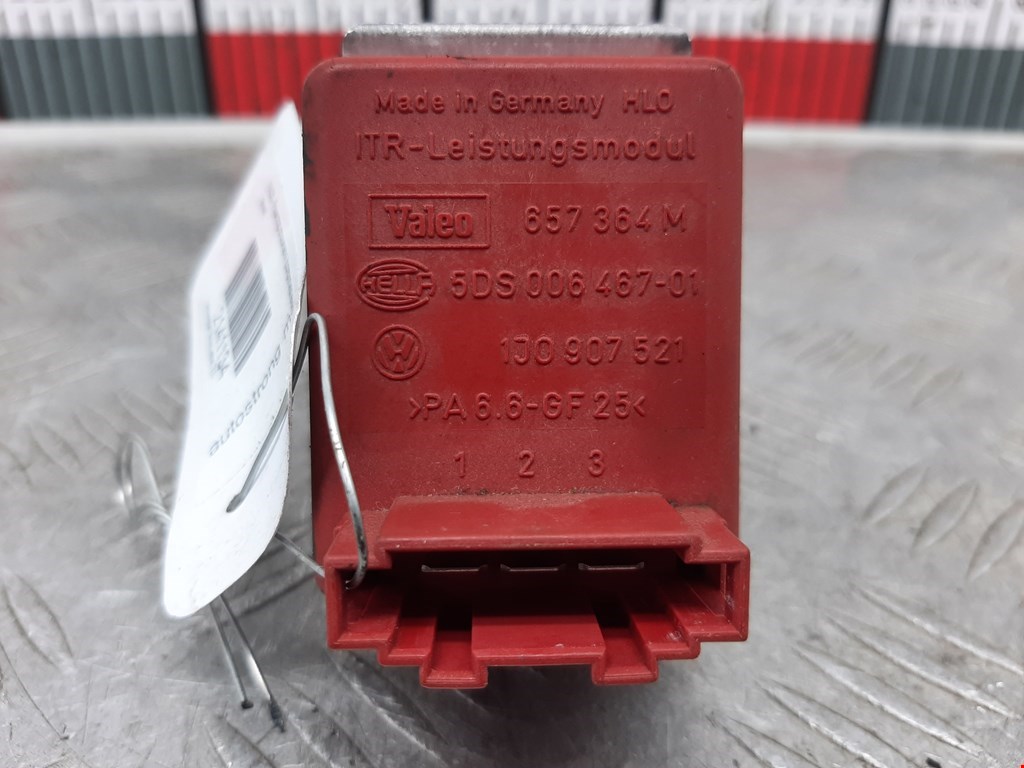 Made in Germany HLO
ITR-Leistungsmodul
Valeo 657 364 M
HELLA 5DS 006 467-01
VW 1J0 907 521
>PA 6.6-GF 25<
1 2 3
autostrong